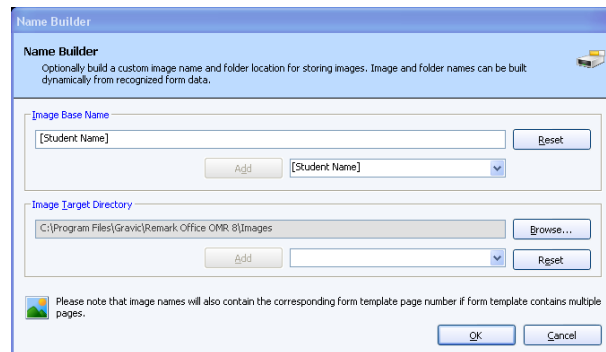 Name Builder
Name Builder
Optionally build a custom image name and folder location for storing images. Image and folder names can be built
dynamically from recognized form data.
Image Base Name
[Student Name]
Reset
Add
[Student Name]
Image Target Directory
C:\Program Files\Gravic\Remark Office OMR 8\Images
Browse...
Add
Reset
Please note that image names will also contain the corresponding form template page number if form template contains multiple
pages.
OK
Cancel